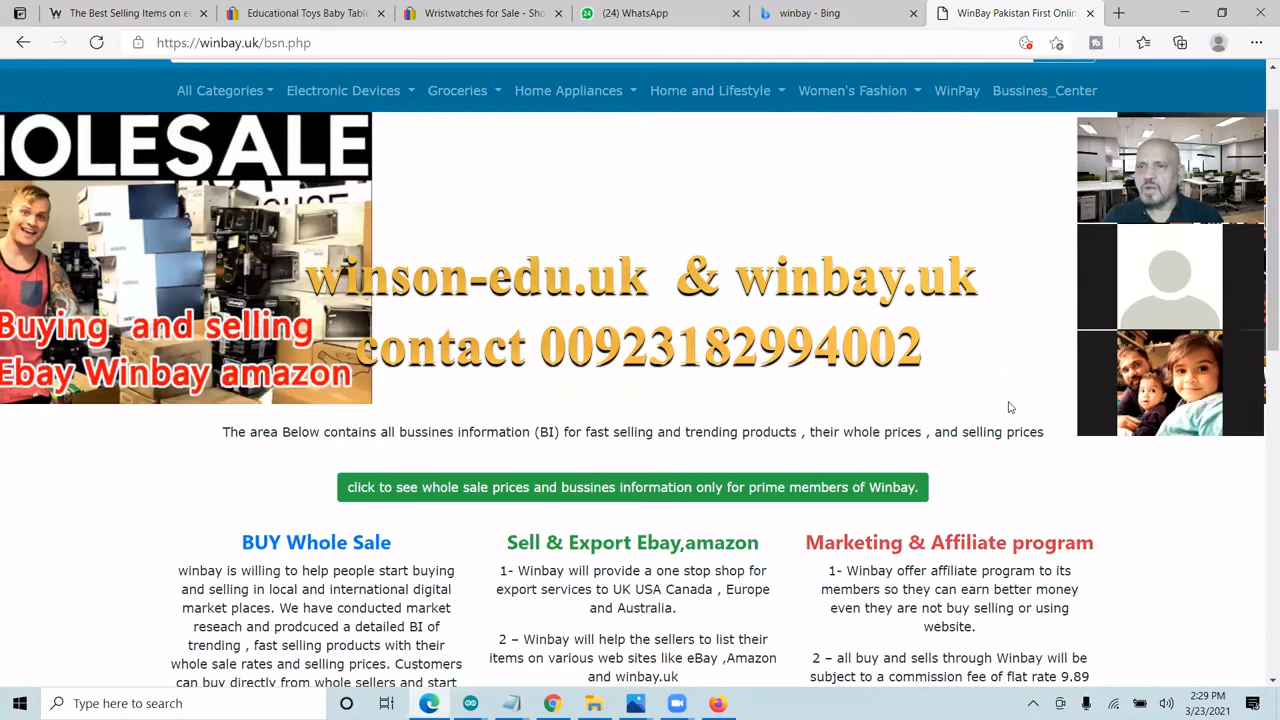 The Best Selling Items on e
Educational Toys Baby Table
Wristwatches for Sale - Sho
24 (24) WhatsApp
winbay - Bing
WinBay Pakistan First Online
https://winbay.uk/bsn.php
All Categories Electronic Devices Groceries Home Appliances Home and Lifestyle Women's Fashion WinPay Bussines_Center
HOLESALE
Buying and selling
Ebay Winbay amazon
winson-edu.uk & winbay.uk
contact 00923182994002
The area Below contains all bussines information (BI) for fast selling and trending products , their whole prices , and selling prices
click to see whole sale prices and bussines information only for prime members of Winbay.
BUY Whole Sale
winbay is willing to help people start buying
and selling in local and international digital
market places. We have conducted market
reseach and prodcuced a detailed BI of
trending , fast selling products with their
whole sale rates and selling prices. Customers
can buy directly from whole sellers and start
Sell & Export Ebay,amazon
1- Winbay will provide a one stop shop for
export services to UK USA Canada , Europe
and Australia.
2 – Winbay will help the sellers to list their
items on various web sites like eBay ,Amazon
and winbay.uk
Marketing & Affiliate program
1- Winbay offer affiliate program to its
members so they can earn better money
even they are not buy selling or using
website.
2 – all buy and sells through Winbay will be
subject to a commission fee of flat rate 9.89
Type here to search
2:29 PM
3/23/2021